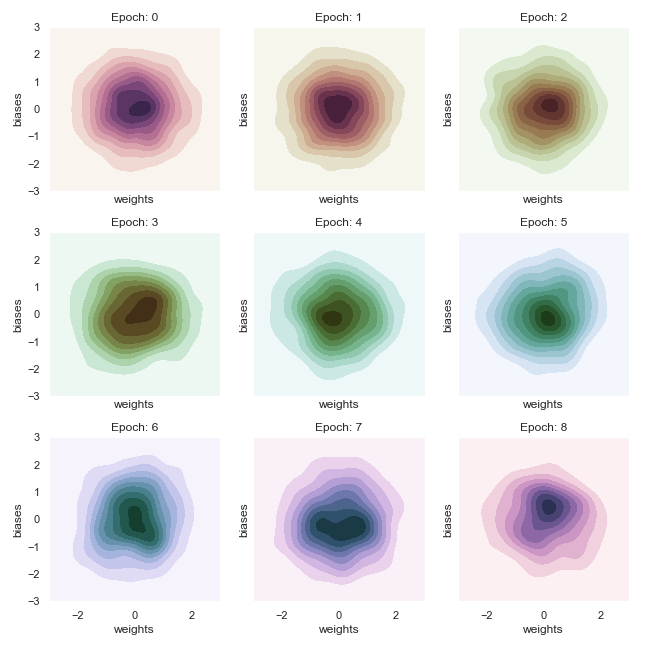 Epoch: 0 Epoch: 1 Epoch: 2
3
2
1
0
−1
−2
−3
biases biases biases
weights weights weights
Epoch: 3 Epoch: 4 Epoch: 5
3
2
1
0
−1
−2
−3
biases biases biases
weights weights weights
Epoch: 6 Epoch: 7 Epoch: 8
3
2
1
0
−1
−2
−3
biases biases biases
−2 0 2 −2 0 2 −2 0 2
weights weights weights